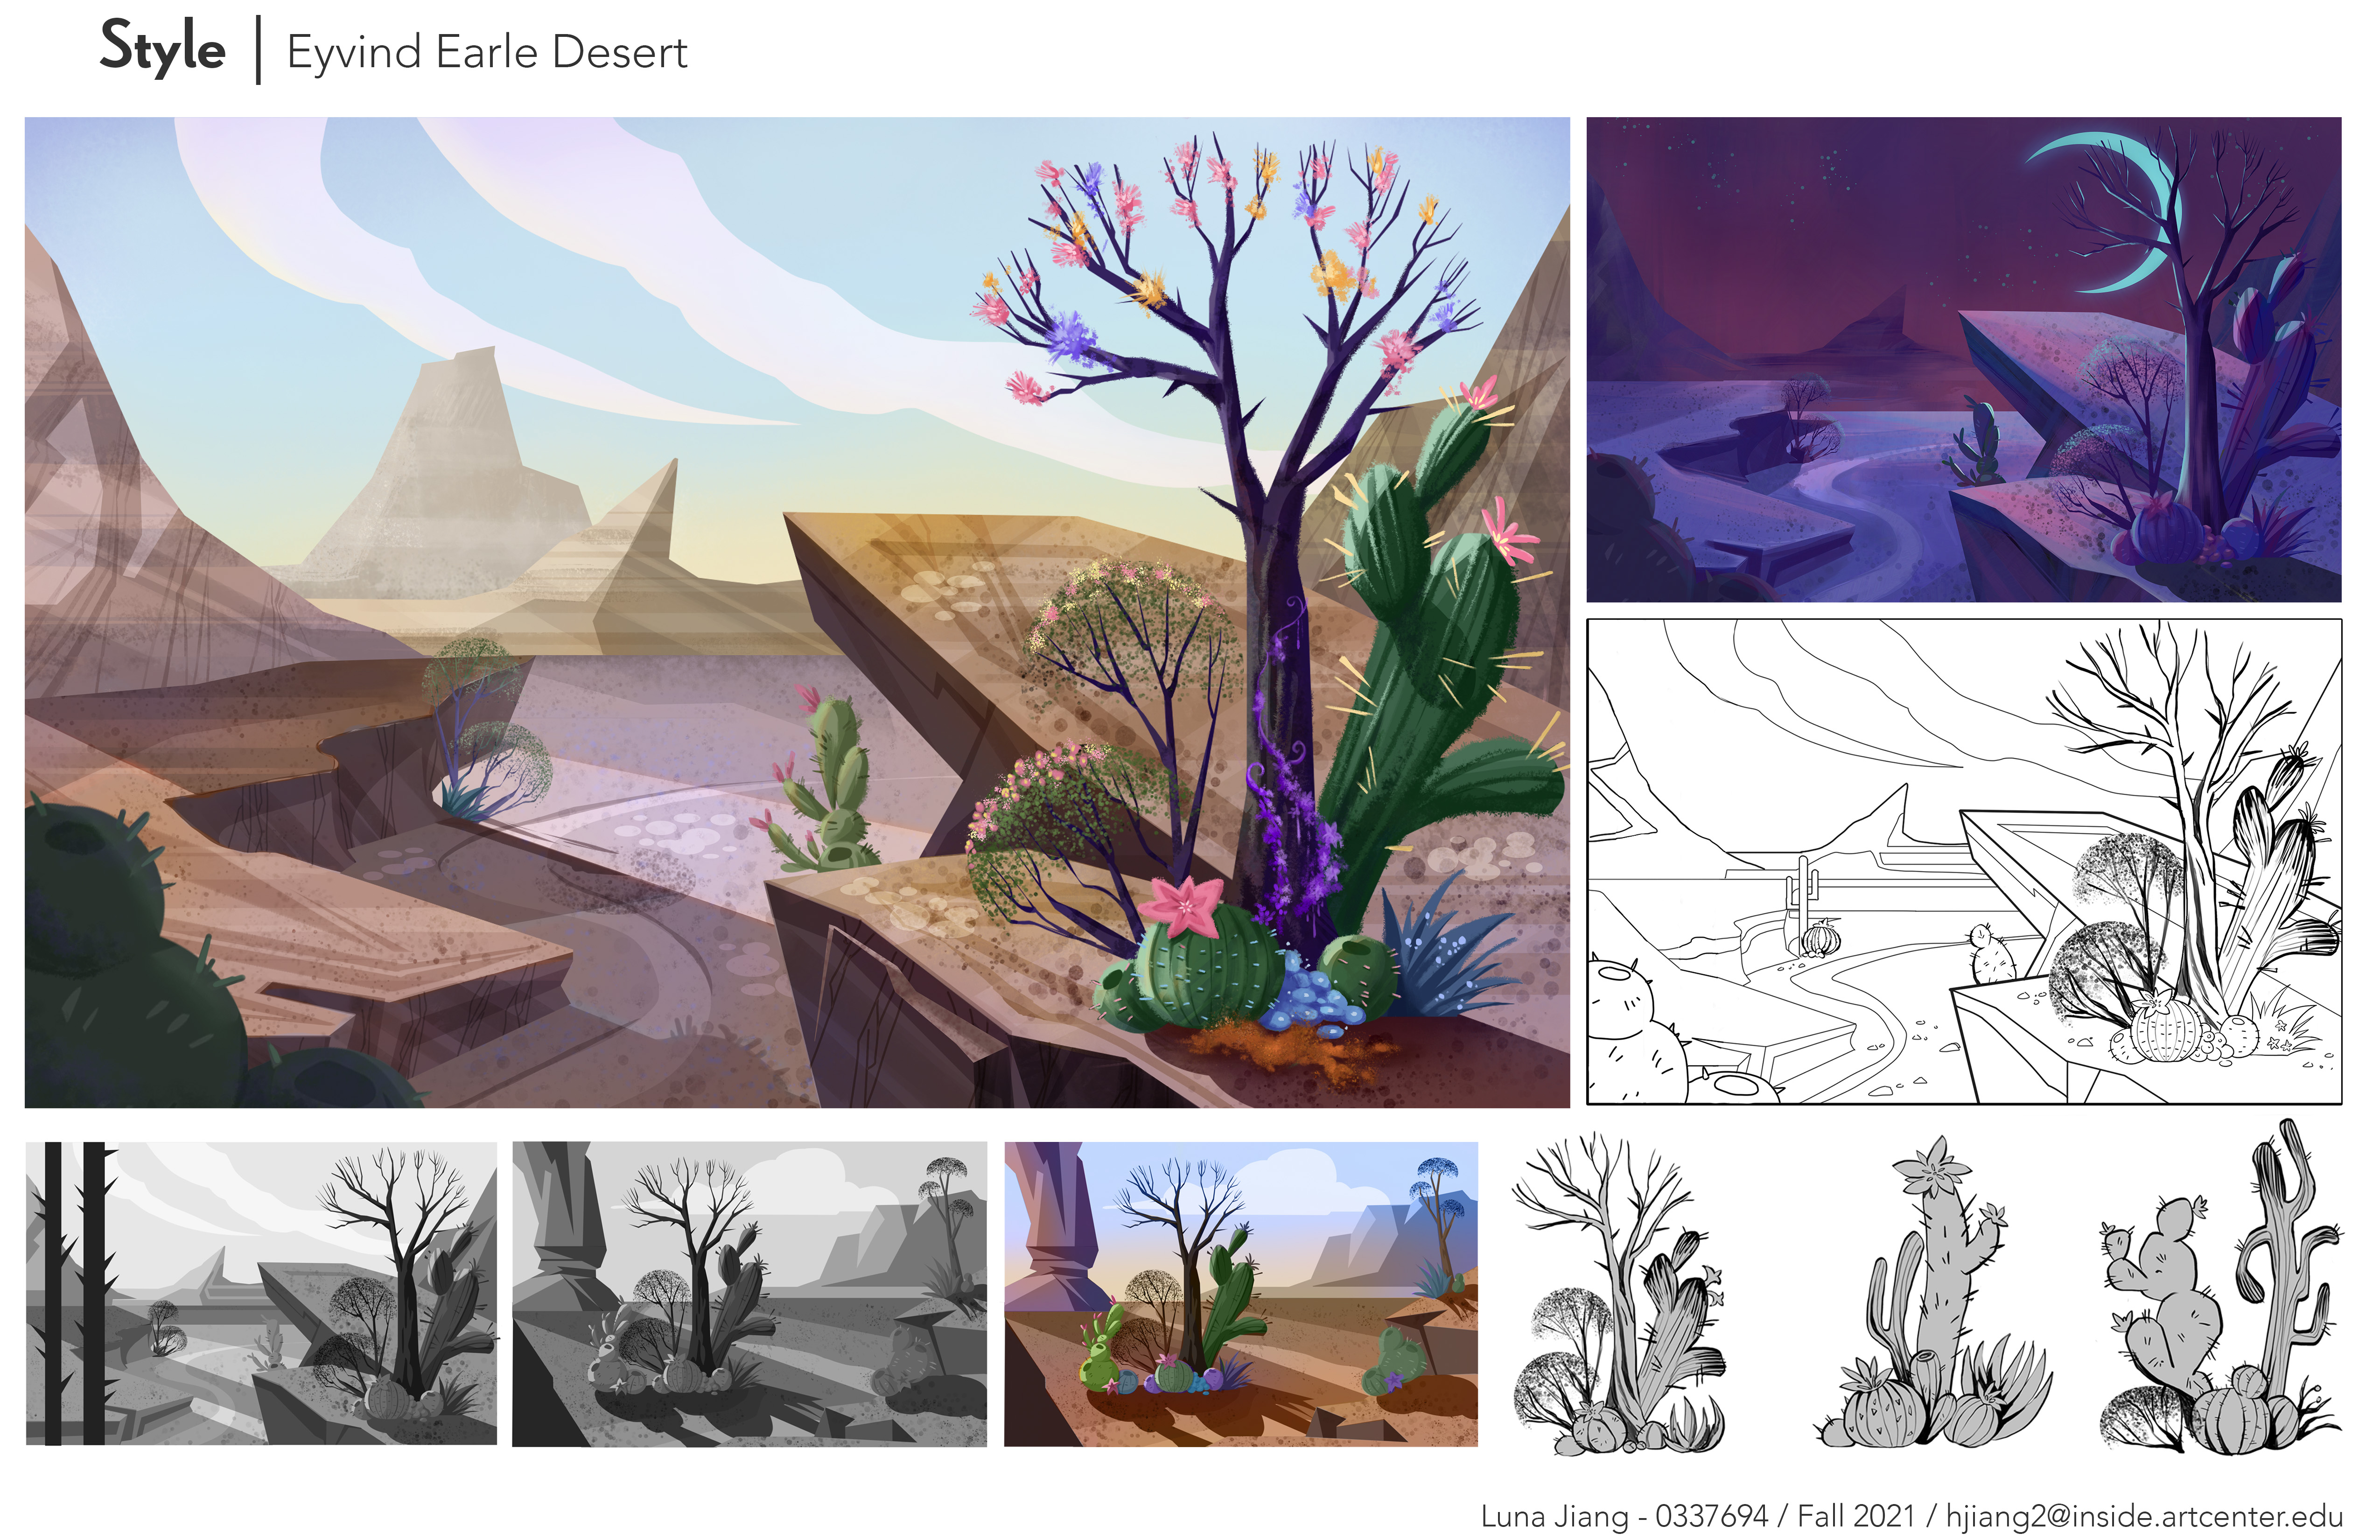 Style | Eyvind Earle Desert
Luna Jiang - 0337694 / Fall 2021 / hjiang2@inside.artcenter.edu